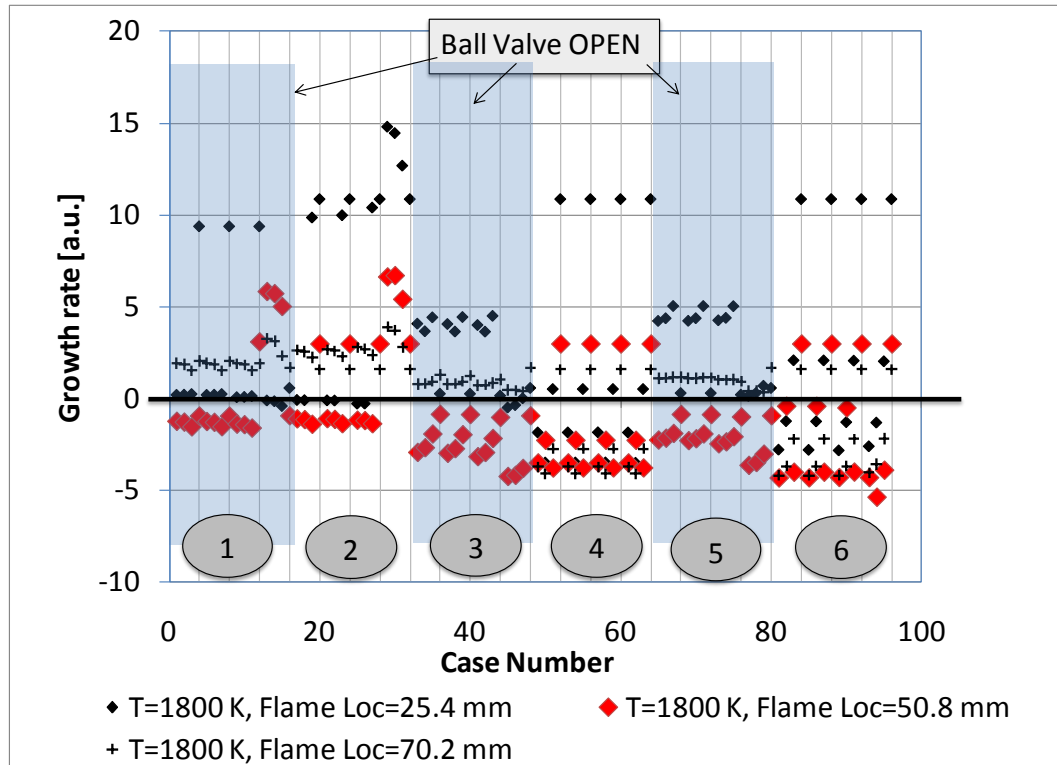 20
Ball Valve OPEN
15
10
5
0
-5
-10
Growth rate [a.u.]
1
2
3
4
5
6
0 20 40 60 80 100
Case Number
T=1800 K, Flame Loc=25.4 mm
T=1800 K, Flame Loc=50.8 mm
T=1800 K, Flame Loc=70.2 mm